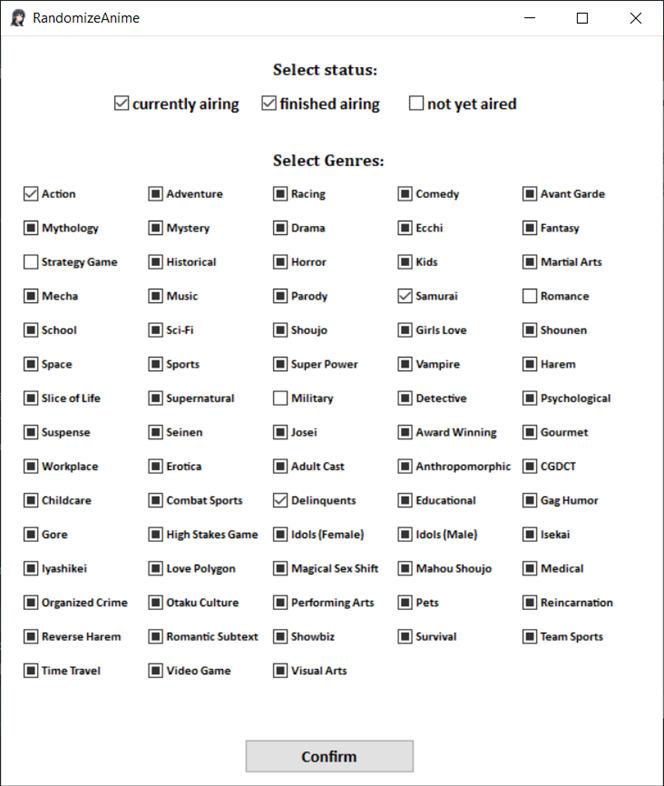 RandomizeAnime
Select status:
currently airing finished airing not yet aired
Select Genres:
Action Adventure Racing Comedy Avant Garde
Mythology Mystery Drama Ecchi Fantasy
Strategy Game Historical Horror Kids Martial Arts
Mecha Music Parody Samurai Romance
School Sci-Fi Shoujo Girls Love Shounen
Space Sports Super Power Vampire Harem
Slice of Life Supernatural Military Detective Psychological
Suspense Seinen Josei Award Winning Gourmet
Workplace Erotica Adult Cast Anthropomorphic CGDCT
Childcare Combat Sports Delinquents Educational Gag Humor
Gore High Stakes Game Idols (Female) Idols (Male) Isekai
Iyashikei Love Polygon Magical Sex Shift Mahou Shoujo Medical
Organized Crime Otaku Culture Performing Arts Pets Reincarnation
Reverse Harem Romantic Subtext Showbiz Survival Team Sports
Time Travel Video Game Visual Arts
Confirm